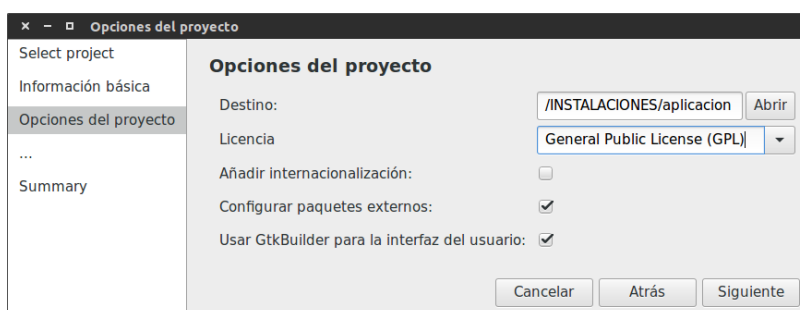 Opciones del proyecto
Select project
Información básica
Opciones del proyecto
...
Summary
Opciones del proyecto
Destino: /INSTALACIONES/aplicacion Abrir
Licencia General Public License (GPL)
Añadir internacionalización:
Configurar paquetes externos:
Usar GtkBuilder para la interfaz del usuario:
Cancelar Atrás Siguiente